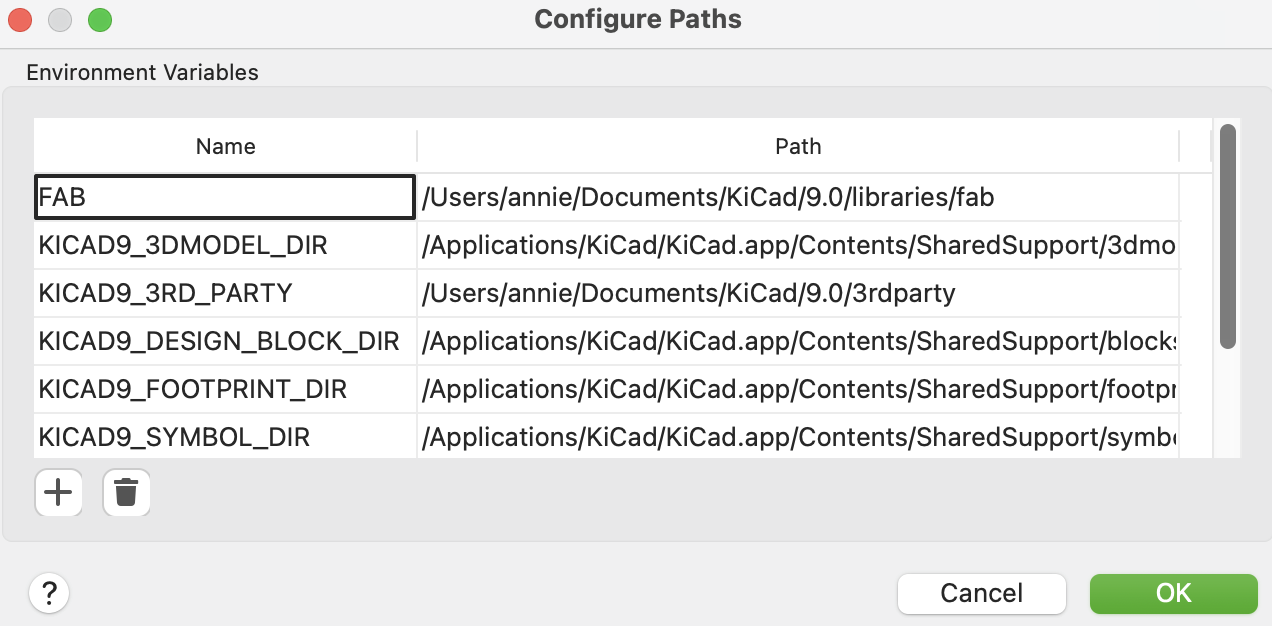 Configure Paths
Environment Variables
Name Path
FAB /Users/annie/Documents/KiCad/9.0/libraries/fab
KICAD9_3DMODEL_DIR /Applications/KiCad/KiCad.app/Contents/SharedSupport/3dmo
KICAD9_3RD_PARTY /Users/annie/Documents/KiCad/9.0/3rdparty
KICAD9_DESIGN_BLOCK_DIR /Applications/KiCad/KiCad.app/Contents/SharedSupport/blocks
KICAD9_FOOTPRINT_DIR /Applications/KiCad/KiCad.app/Contents/SharedSupport/footpr
KICAD9_SYMBOL_DIR /Applications/KiCad/KiCad.app/Contents/SharedSupport/symbo
?
Cancel OK